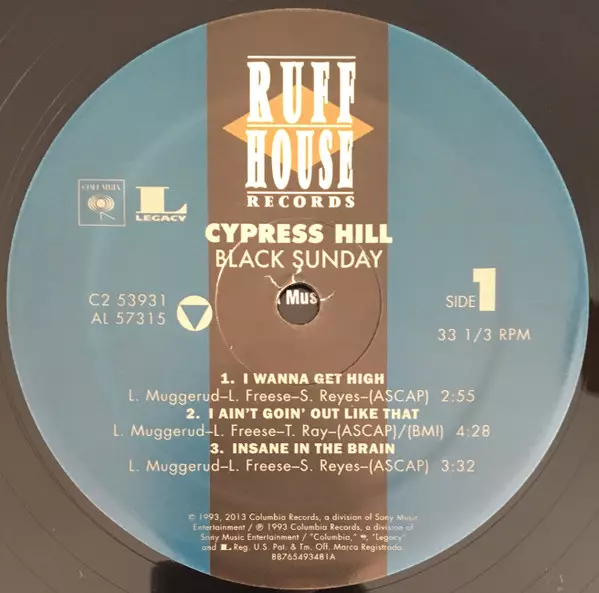 RUFF
HOUSE
RECORDS
COLUMBIA
L
LEGACY
CYPRESS HILL
BLACK SUNDAY
C2 53931
AL 57315
Mus
SIDE 1
33 1/3 RPM
1. I WANNA GET HIGH
L. Muggerud–L. Freese–S. Reyes–(ASCAP) 2:55
2. I AIN'T GOIN' OUT LIKE THAT
L. Muggerud–L. Freese–T. Ray–(ASCAP)/(BMI) 4:28
3. INSANE IN THE BRAIN
L. Muggerud–L. Freese–S. Reyes–(ASCAP) 3:32
© 1993, 2013 Columbia Records, a division of Sony Music
Entertainment / ℗ 1993 Columbia Records, a division of
Sony Music Entertainment / "Columbia," "Legacy"
and L Reg. U.S. Pat. & Tm. Off. Marca Registrada.
88765493481A